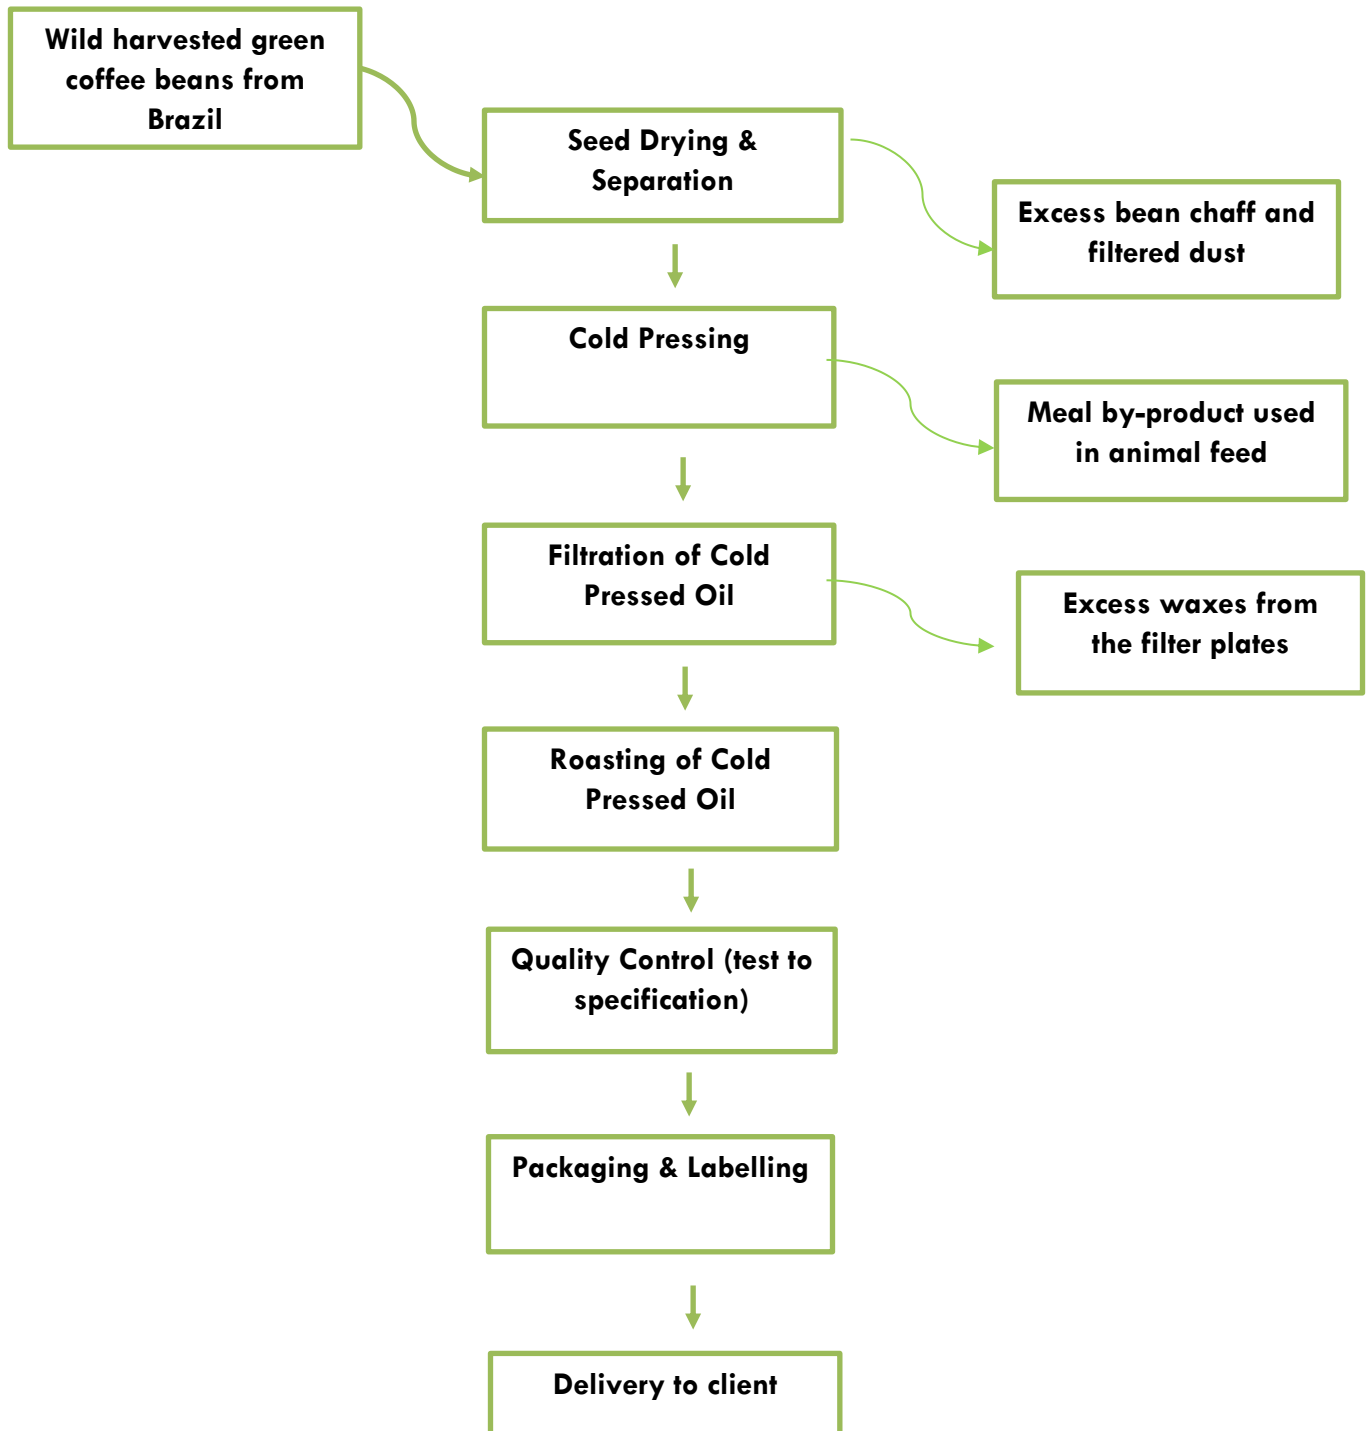 Wild harvested green
coffee beans from
Brazil
Seed Drying &
Separation
Excess bean chaff and
filtered dust
Cold Pressing
Meal by-product used
in animal feed
Filtration of Cold
Pressed Oil
Excess waxes from
the filter plates
Roasting of Cold
Pressed Oil
Quality Control (test to
specification)
Packaging & Labelling
Delivery to client